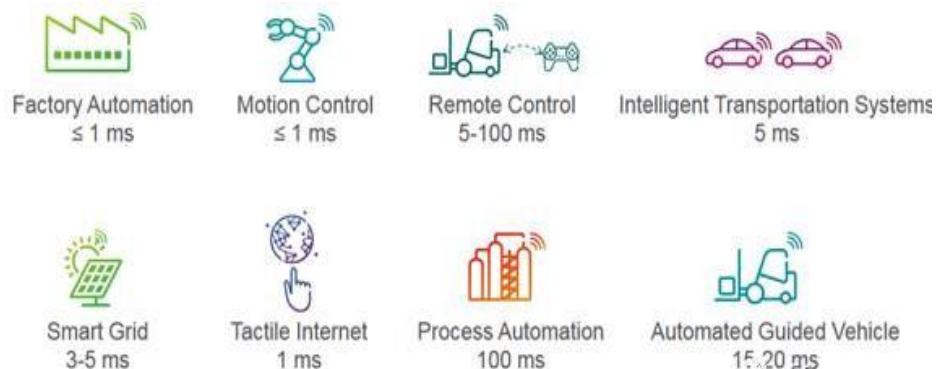 Factory Automation
≤ 1 ms
Motion Control
≤ 1 ms
Remote Control
5-100 ms
Intelligent Transportation Systems
5 ms
Smart Grid
3-5 ms
Tactile Internet
1 ms
Process Automation
100 ms
Automated Guided Vehicle
15-20 ms